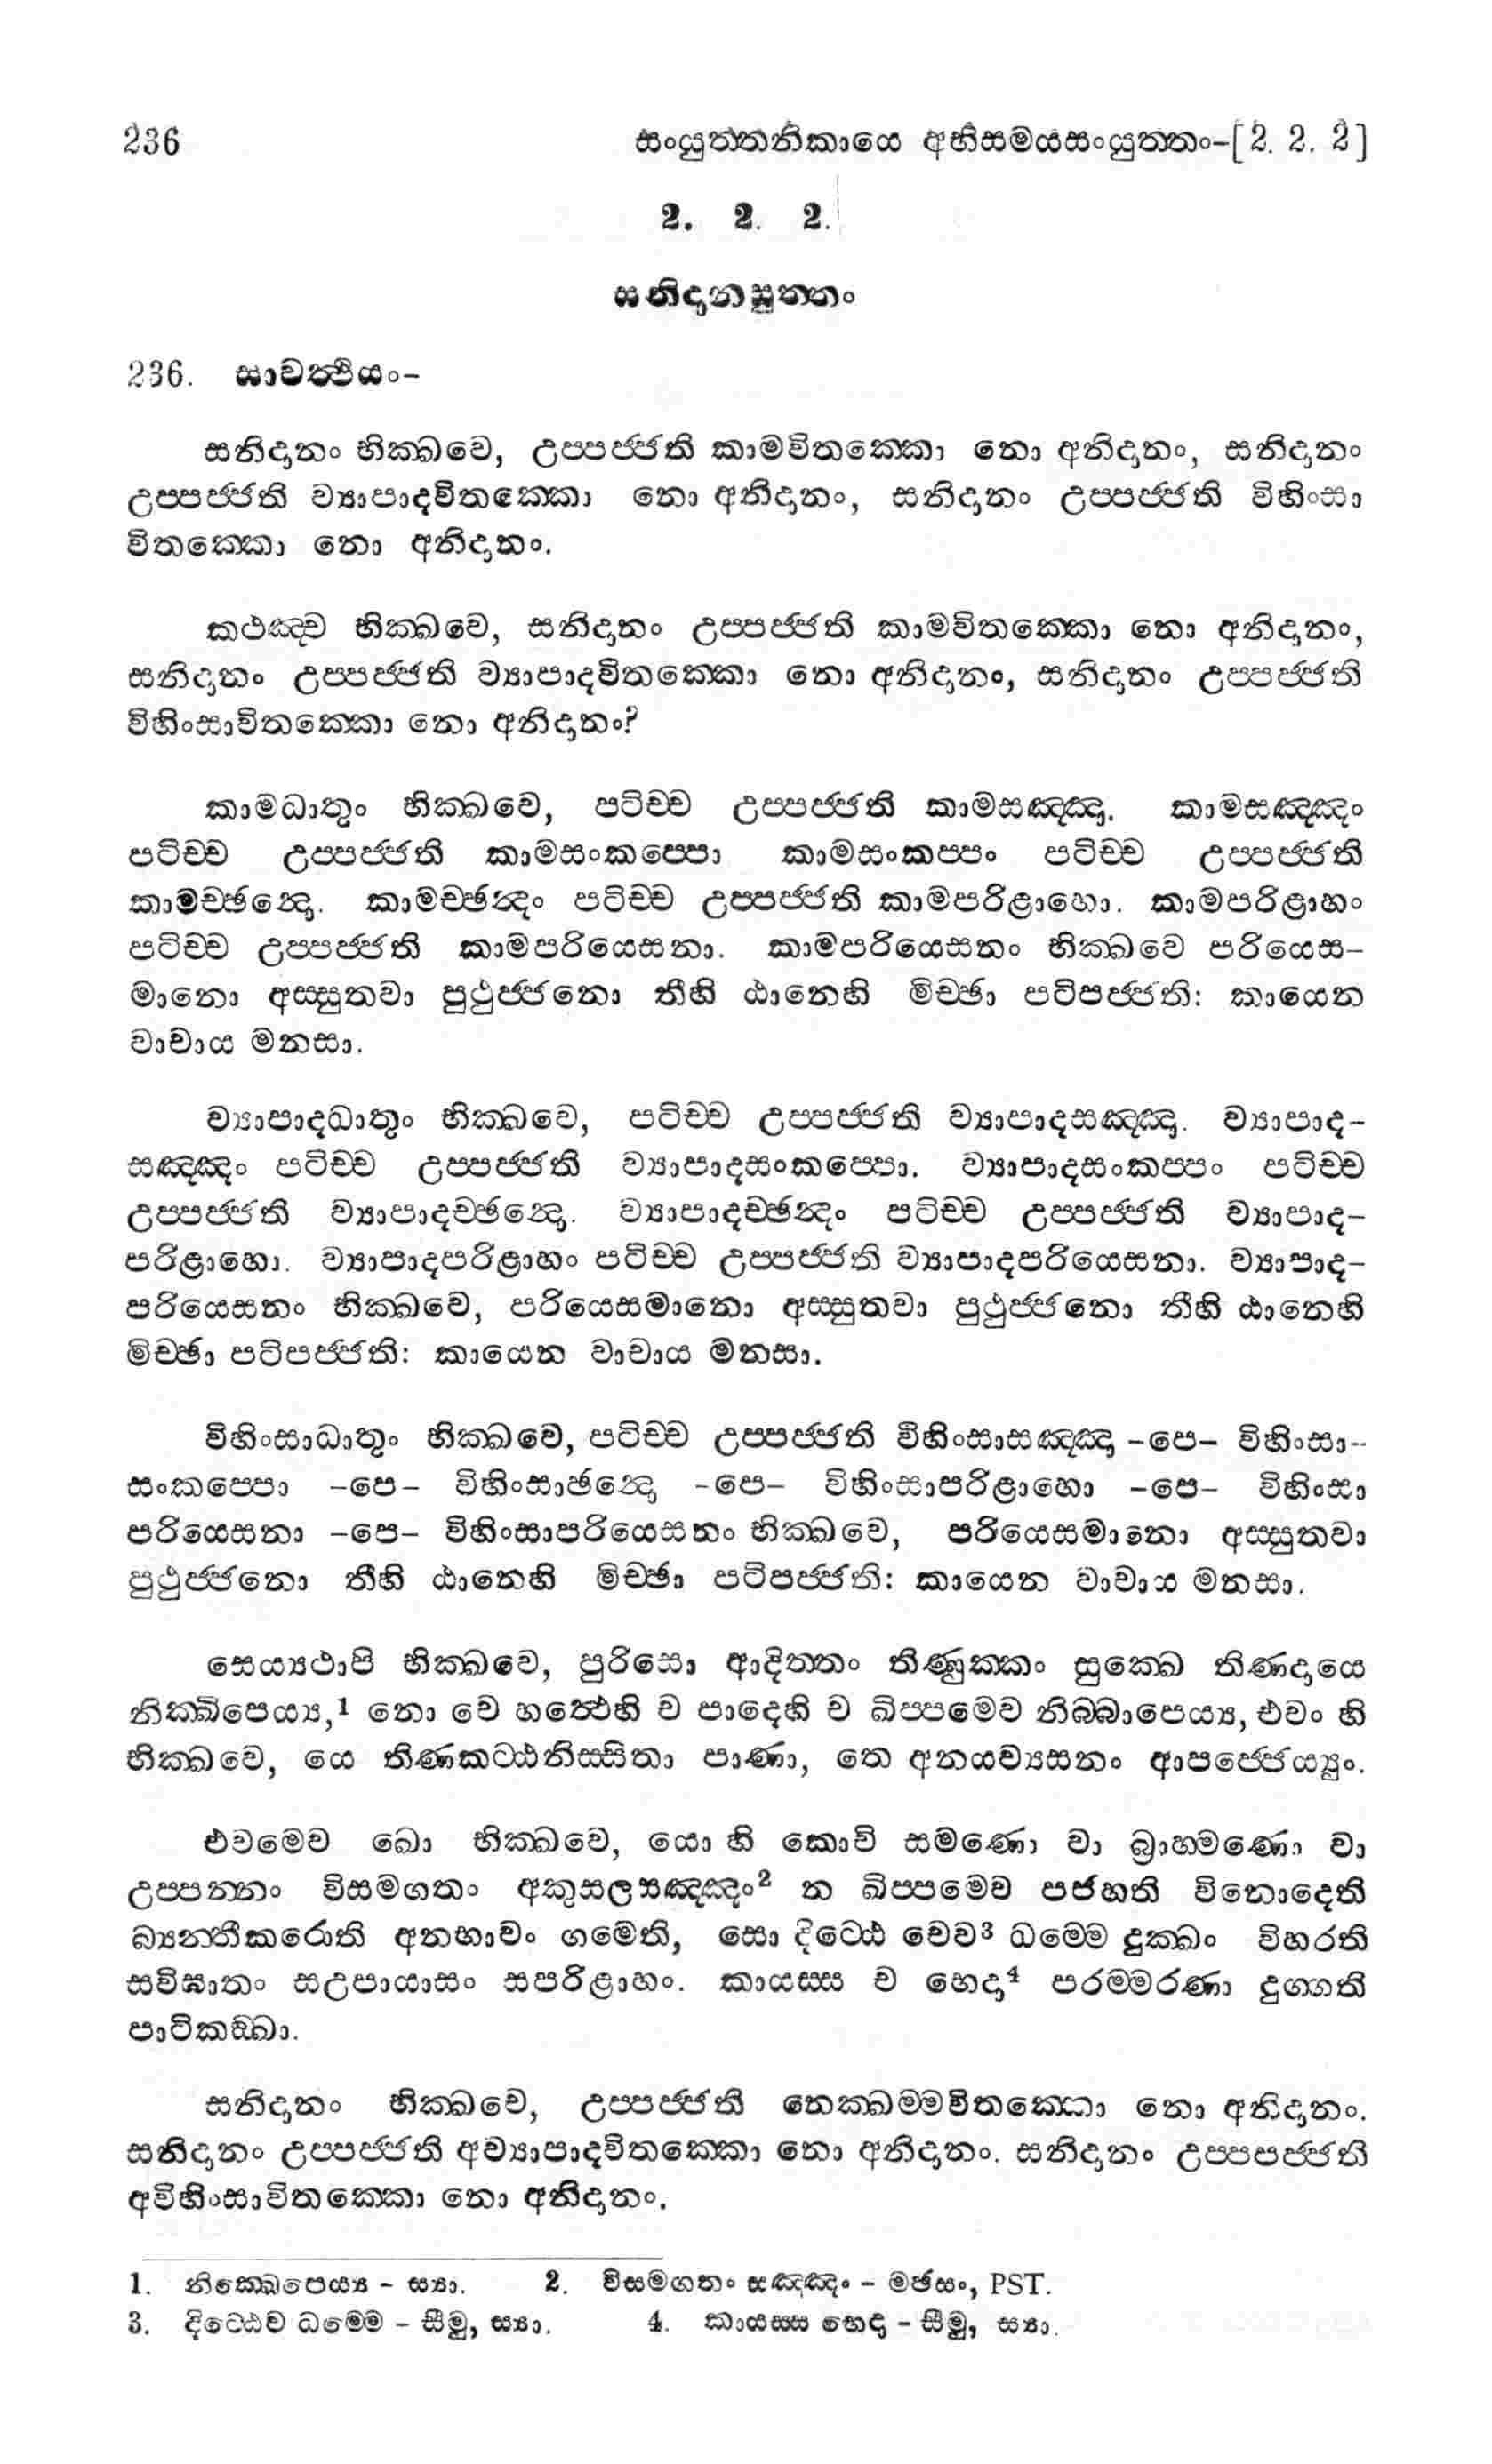 236 සංයුත්තනිකායෙ අභිසමයසංයුත්තං-[2. 2. 2]
2. 2. 2.
සනිදානසුත්තං
236. සාවත්ථියං-
සනිදානං භික්ඛවෙ, උප්පජ්ජති කාමවිතක්කො නො අනිදානං, සනිදානං
උප්පජ්ජති ව්‍යාපාදවිතක්කො නො අනිදානං, සනිදානං උප්පජ්ජති විහිංසා
විතක්කො නො අනිදානං.
කථඤ්ච භික්ඛවෙ, සනිදානං උප්පජ්ජති කාමවිතක්කො නො අනිදානං,
සනිදානං උප්පජ්ජති ව්‍යාපාදවිතක්කො නො අනිදානං, සනිදානං උප්පජ්ජති
විහිංසාවිතක්කො නො අනිදානං?
කාමධාතුං භික්ඛවෙ, පටිච්ච උප්පජ්ජති කාමසඤ්ඤා. කාමසඤ්ඤං
පටිච්ච උප්පජ්ජති කාමසංකප්පො කාමසංකප්පං පටිච්ච උප්පජ්ජති
කාමච්ඡන්දො. කාමච්ඡන්දං පටිච්ච උප්පජ්ජති කාමපරිළාහො. කාමපරිළාහං
පටිච්ච උප්පජ්ජති කාමපරියෙසනා. කාමපරියෙසනං භික්ඛවෙ පරියෙස-
මානො අස්සුතවා පුථුජ්ජනො තීහි ඨානෙහි මිච්ඡා පටිපජ්ජති: කායෙන
වාචාය මනසා.
ව්‍යාපාදධාතුං භික්ඛවෙ, පටිච්ච උප්පජ්ජති ව්‍යාපාදසඤ්ඤා. ව්‍යාපාද-
සඤ්ඤං පටිච්ච උප්පජ්ජති ව්‍යාපාදසංකප්පො. ව්‍යාපාදසංකප්පං පටිච්ච
උප්පජ්ජති ව්‍යාපාදච්ඡන්දො. ව්‍යාපාදච්ඡන්දං පටිච්ච උප්පජ්ජති ව්‍යාපාද-
පරිළාහො. ව්‍යාපාදපරිළාහං පටිච්ච උප්පජ්ජති ව්‍යාපාදපරියෙසනා. ව්‍යාපාද-
පරියෙසනං භික්ඛවෙ, පරියෙසමානො අස්සුතවා පුථුජ්ජනො තීහි ඨානෙහි
මිච්ඡා පටිපජ්ජති: කායෙන වාචාය මනසා.
විහිංසාධාතුං භික්ඛවෙ, පටිච්ච උප්පජ්ජති විහිංසාසඤ්ඤා -පෙ- විහිංසා-
සංකප්පො -පෙ- විහිංසාඡන්දො -පෙ- විහිංසාපරිළාහො -පෙ- විහිංසා
පරියෙසනා -පෙ- විහිංසාපරියෙසනං භික්ඛවෙ, පරියෙසමානො අස්සුතවා
පුථුජ්ජනො තීහි ඨානෙහි මිච්ඡා පටිපජ්ජති: කායෙන වාචාය මනසා.
සෙය්‍යථාපි භික්ඛවෙ, පුරිසො ආදිත්තං තිණුක්කං සුක්ඛෙ තිණදායෙ
නික්ඛිපෙය්‍ය,¹ නො චෙ හත්ථෙහි ච පාදෙහි ච ඛිප්පමෙව නිබ්බාපෙය්‍ය, එවං හි
භික්ඛවෙ, යෙ තිණකට්ඨනිස්සිතා පාණා, තෙ අනයව්‍යසනං ආපජ්ජෙය්‍යුං.
එවමෙව ඛො භික්ඛවෙ, යො හි කොචි සමණො වා බ්‍රාහ්මණො වා
උප්පන්නං විසමගතං අකුසලසඤ්ඤං² න ඛිප්පමෙව පජහති විනොදෙති
බ්‍යන්තීකරොති අනභාවං ගමෙති, සො දිට්ඨෙ චෙව³ ධම්මෙ දුක්ඛං විහරති
සවිඝාතං සඋපායාසං සපරිළාහං. කායස්ස ච භෙදා⁴ පරම්මරණා දුග්ගති
පාටිකඞ්ඛා.
සනිදානං භික්ඛවෙ, උප්පජ්ජති නෙක්ඛම්මවිතක්කො නො අනිදානං.
සනිදානං උප්පජ්ජති අව්‍යාපාදවිතක්කො නො අනිදානං. සනිදානං උප්පපජ්ජති
අවිහිංසාවිතක්කො නො අනිදානං.
1. නික්ඛෙපෙය්‍ය - ස්‍යා. 2. විසමගතං සඤ්ඤං - මඡසං, PST.
3. දිට්ඨෙව ධම්මෙ - සීමු, ස්‍යා. 4. කායස්ස භෙදා - සීමු, ස්‍යා.